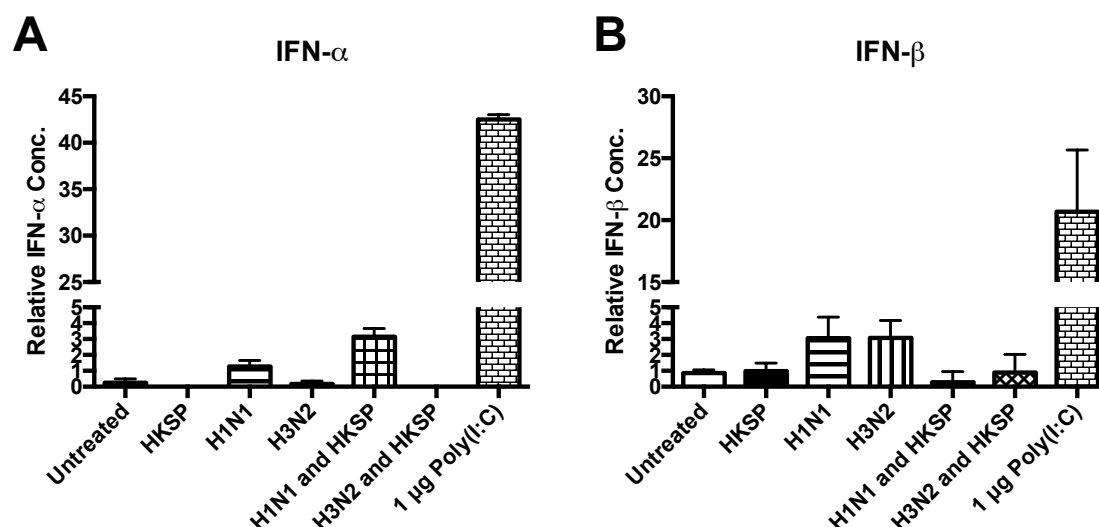 A
IFN-α
Relative IFN-α Conc.
45
40
35
30
25
5
4
3
2
1
0
Untreated
HKSP
H1N1
H3N2
H1N1 and HKSP
H3N2 and HKSP
1 µg Poly(I:C)
B
IFN-β
Relative IFN-β Conc.
30
25
20
15
5
4
3
2
1
0
Untreated
HKSP
H1N1
H3N2
H1N1 and HKSP
H3N2 and HKSP
1 µg Poly(I:C)